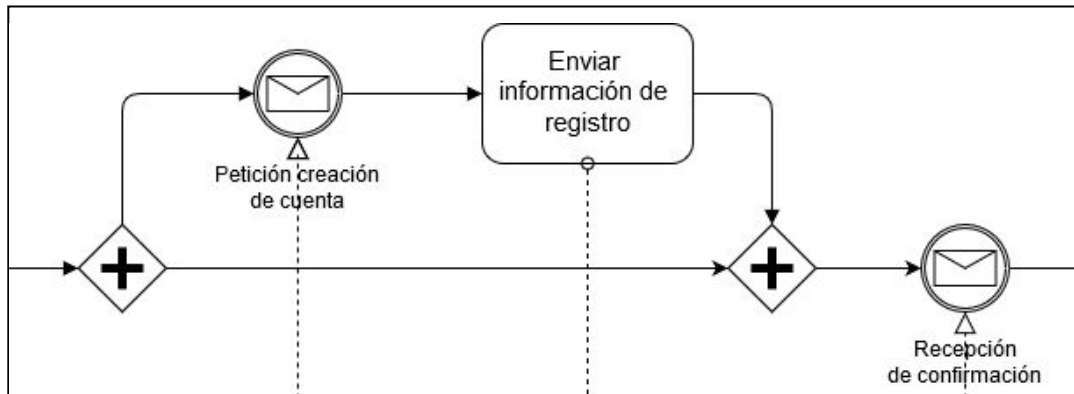 Enviar
información de
registro
Petición creación
de cuenta
Recepción
de confirmación